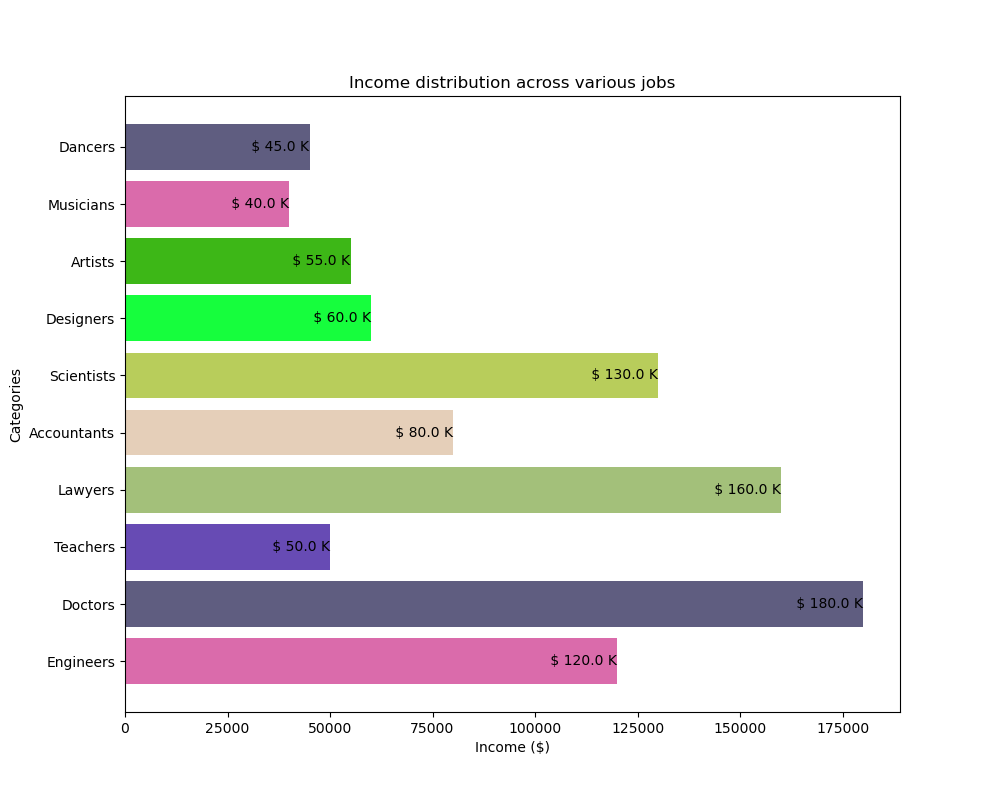 Income distribution across various jobs
Categories
Dancers $ 45.0 K
Musicians $ 40.0 K
Artists $ 55.0 K
Designers $ 60.0 K
Scientists $ 130.0 K
Accountants $ 80.0 K
Lawyers $ 160.0 K
Teachers $ 50.0 K
Doctors $ 180.0 K
Engineers $ 120.0 K
0 25000 50000 75000 100000 125000 150000 175000
Income ($)